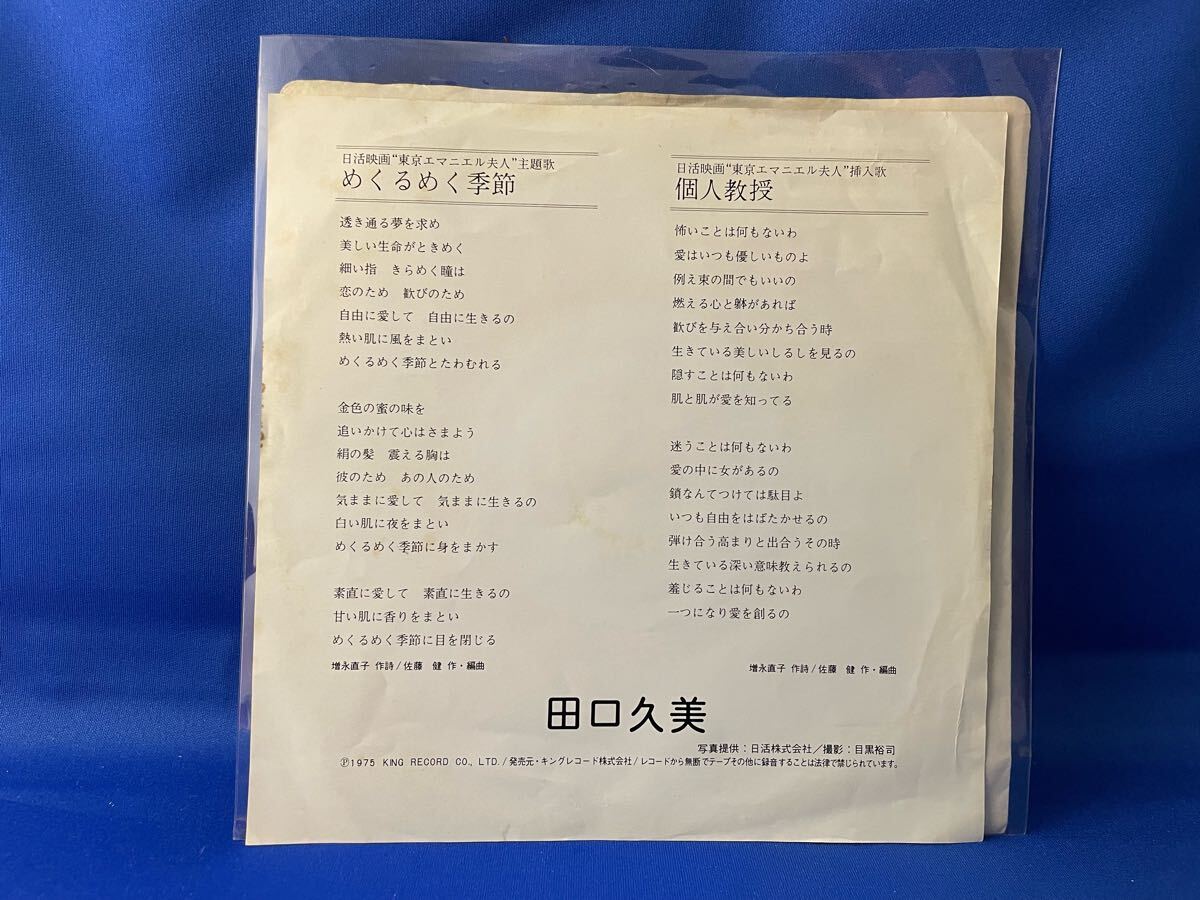 日活映画“東京エマニエル夫人”主題歌
めくるめく季節
透き通る夢を求め
美しい生命がときめく
細い指　きらめく瞳は
恋のため　歓びのため
自由に愛して　自由に生きるの
熱い肌に風をまとい
めくるめく季節とたわむれる
金色の蜜の味を
追いかけて心はさまよう
絹の髪　震える胸は
彼のため　あの人のため
気ままに愛して　気ままに生きるの
白い肌に夜をまとい
めくるめく季節に身をまかす
素直に愛して　素直に生きるの
甘い肌に香りをまとい
めくるめく季節に目を閉じる
増永直子 作詩/佐藤　健 作・編曲
日活映画“東京エマニエル夫人”挿入歌
個人教授
怖いことは何もないわ
愛はいつも優しいものよ
例え束の間でもいいの
燃える心と躰があれば
歓びを与え合い分かち合う時
生きている美しいしるしを見るの
隠すことは何もないわ
肌と肌が愛を知ってる
迷うことは何もないわ
愛の中に女があるの
鎖なんてつけては駄目よ
いつも自由をはばたかせるの
弾け合う高まりと出合うその時
生きている深い意味教えられるの
羞じることは何もないわ
一つになり愛を創るの
増永直子 作詩/佐藤　健 作・編曲
田口久美
写真提供：日活株式会社／撮影：目黒裕司
℗1975 KING RECORD CO., LTD./発売元・キングレコード株式会社/レコードから無断でテープその他に録音することは法律で禁じられています。